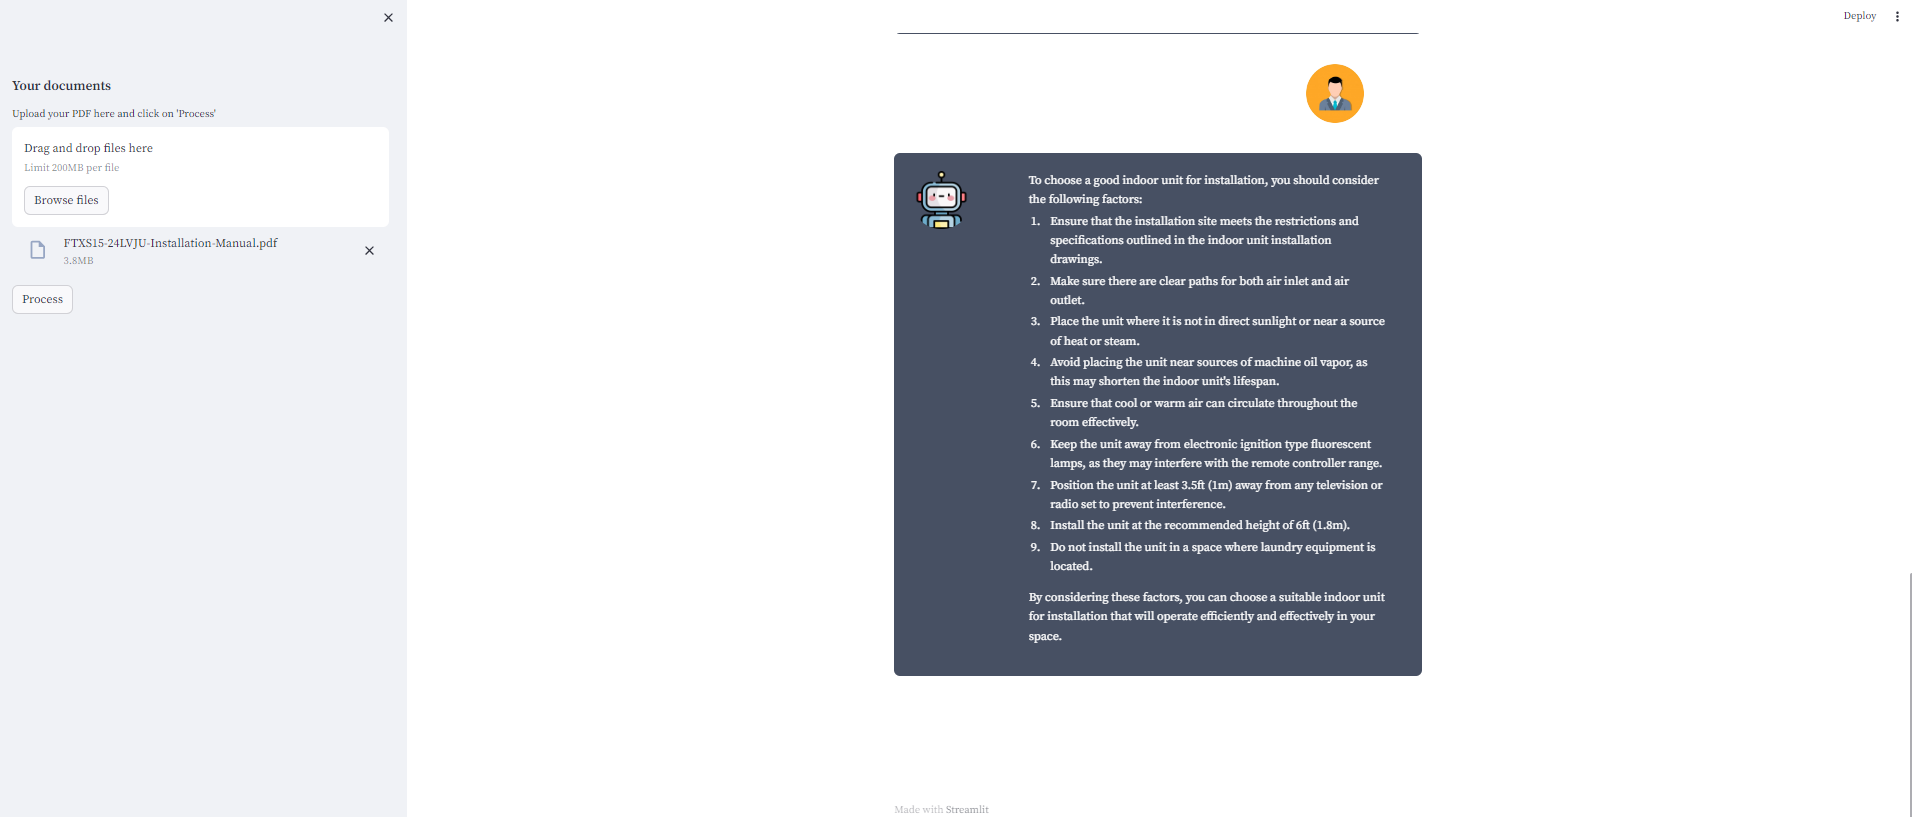 Deploy
Your documents
Upload your PDF here and click on 'Process'
Drag and drop files here
Limit 200MB per file
Browse files
FTXS15-24LVJU-Installation-Manual.pdf
3.8MB
Process
To choose a good indoor unit for installation, you should consider
the following factors:
1. Ensure that the installation site meets the restrictions and
specifications outlined in the indoor unit installation
drawings.
2. Make sure there are clear paths for both air inlet and air
outlet.
3. Place the unit where it is not in direct sunlight or near a source
of heat or steam.
4. Avoid placing the unit near sources of machine oil vapor, as
this may shorten the indoor unit's lifespan.
5. Ensure that cool or warm air can circulate throughout the
room effectively.
6. Keep the unit away from electronic ignition type fluorescent
lamps, as they may interfere with the remote controller range.
7. Position the unit at least 3.5ft (1m) away from any television or
radio set to prevent interference.
8. Install the unit at the recommended height of 6ft (1.8m).
9. Do not install the unit in a space where laundry equipment is
located.
By considering these factors, you can choose a suitable indoor unit
for installation that will operate efficiently and effectively in your
space.
Made with Streamlit